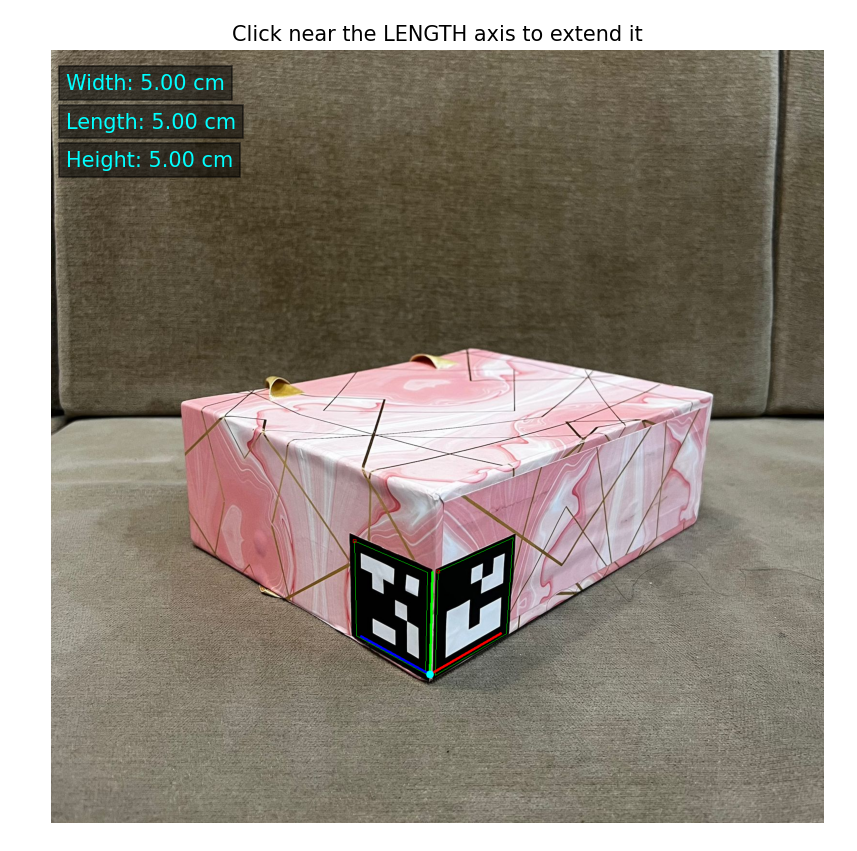 Click near the LENGTH axis to extend it
Width: 5.00 cm
Length: 5.00 cm
Height: 5.00 cm